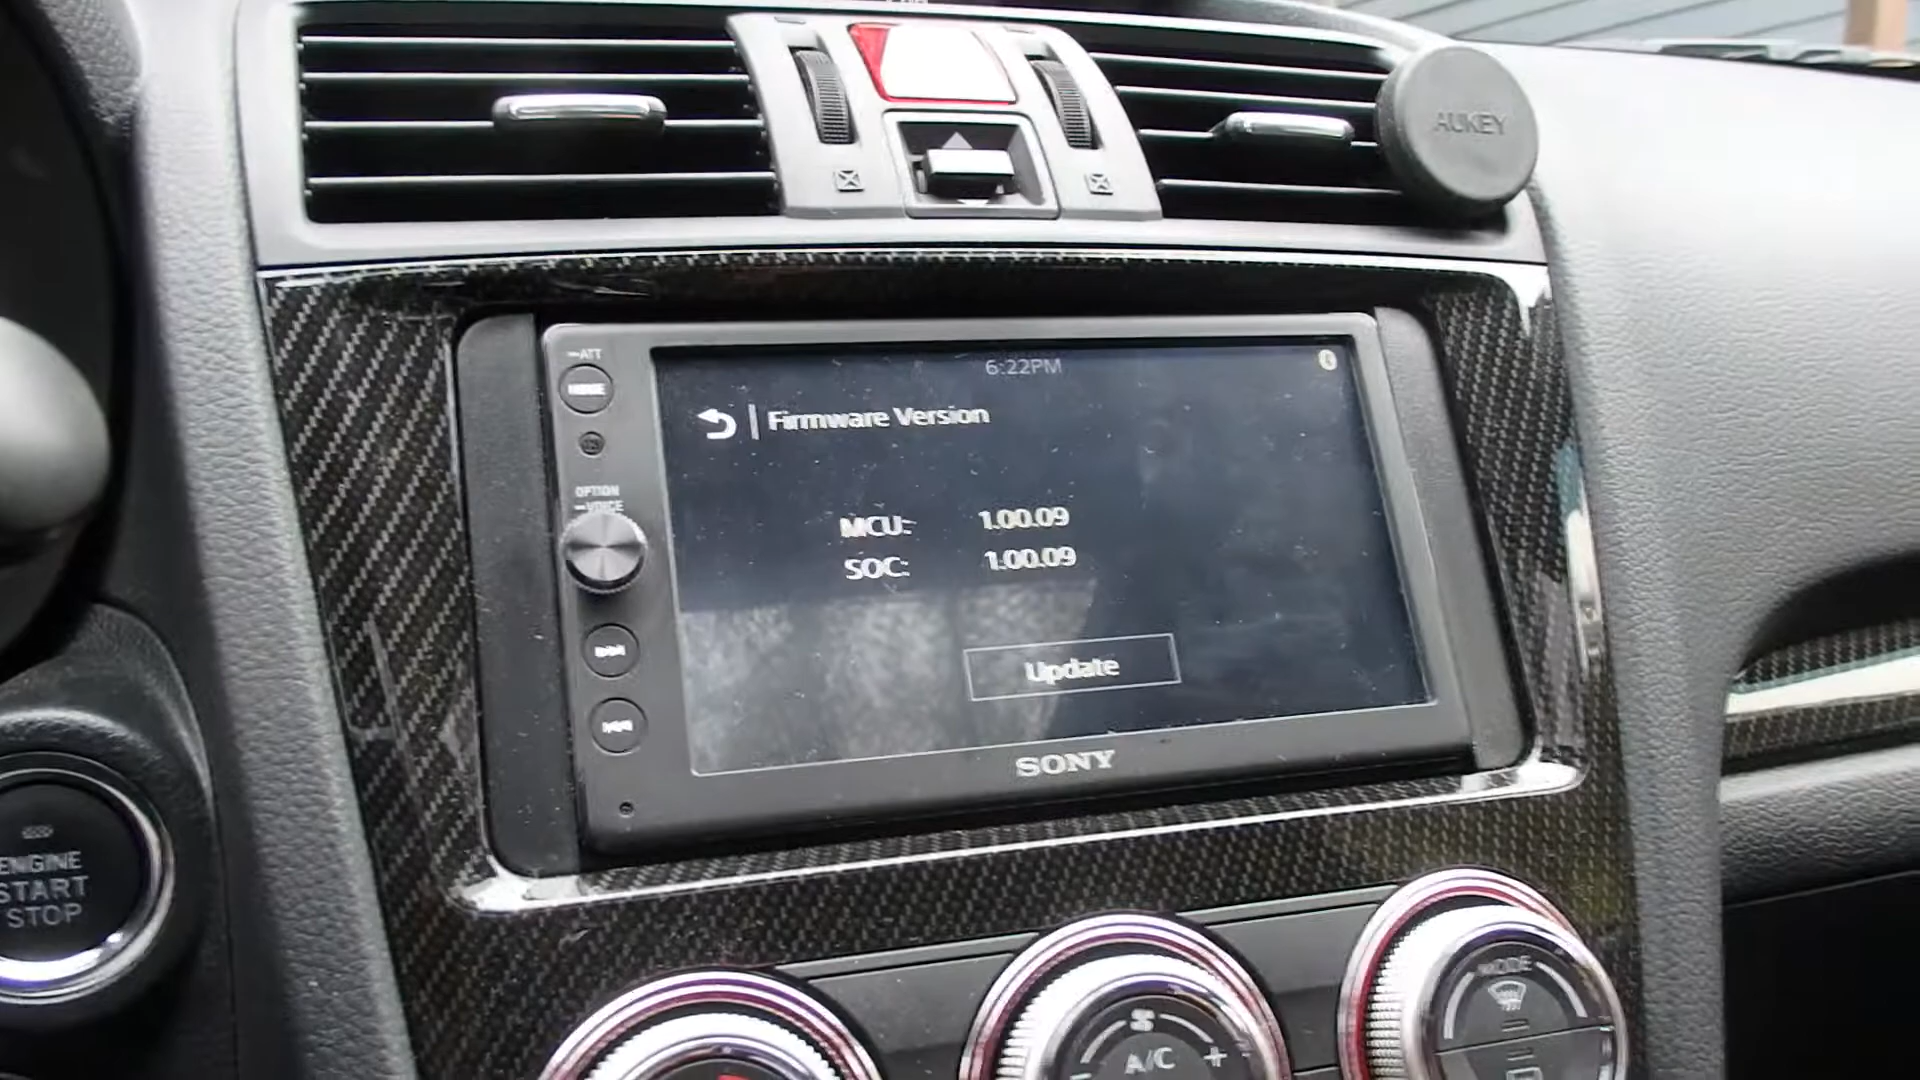 AUKEY
ATT
HOME
6:22PM
Firmware Version
OPTION
VOICE
MCU: 1.00.09
SOC: 1.00.09
Update
SONY
ENGINE
START
STOP
MODE
A/C +